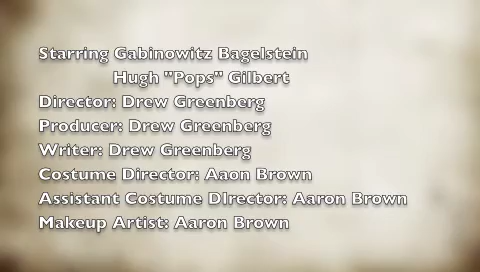 Starring Gabinowitz Bagelstein
Hugh "Pops" Gilbert
Director: Drew Greenberg
Producer: Drew Greenberg
Writer: Drew Greenberg
Costume Director: Aaon Brown
Assistant Costume DIrector: Aaron Brown
Makeup Artist: Aaron Brown